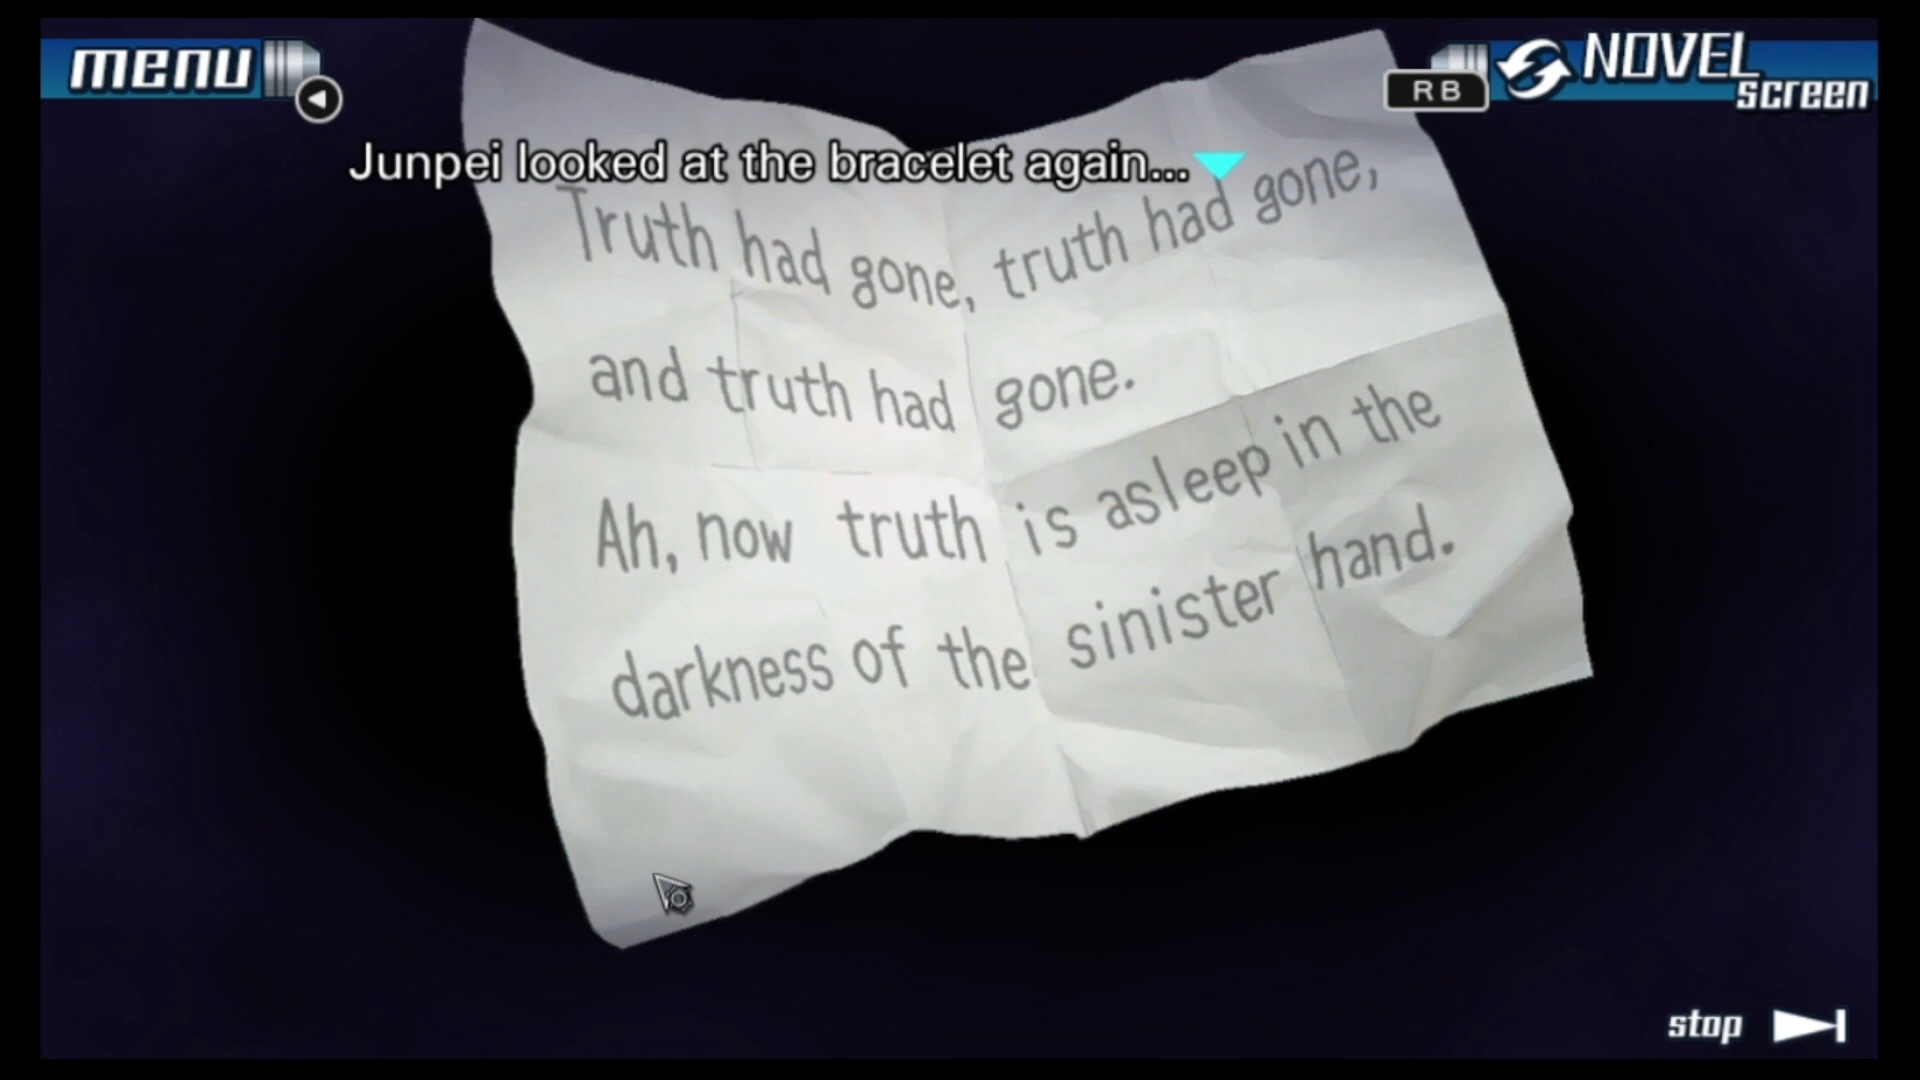 menu
RB
NOVEL
screen
Junpei looked at the bracelet again...
Truth had gone, truth had gone,
and truth had gone.
Ah, now truth is asleep in the
darkness of the sinister hand.
stop